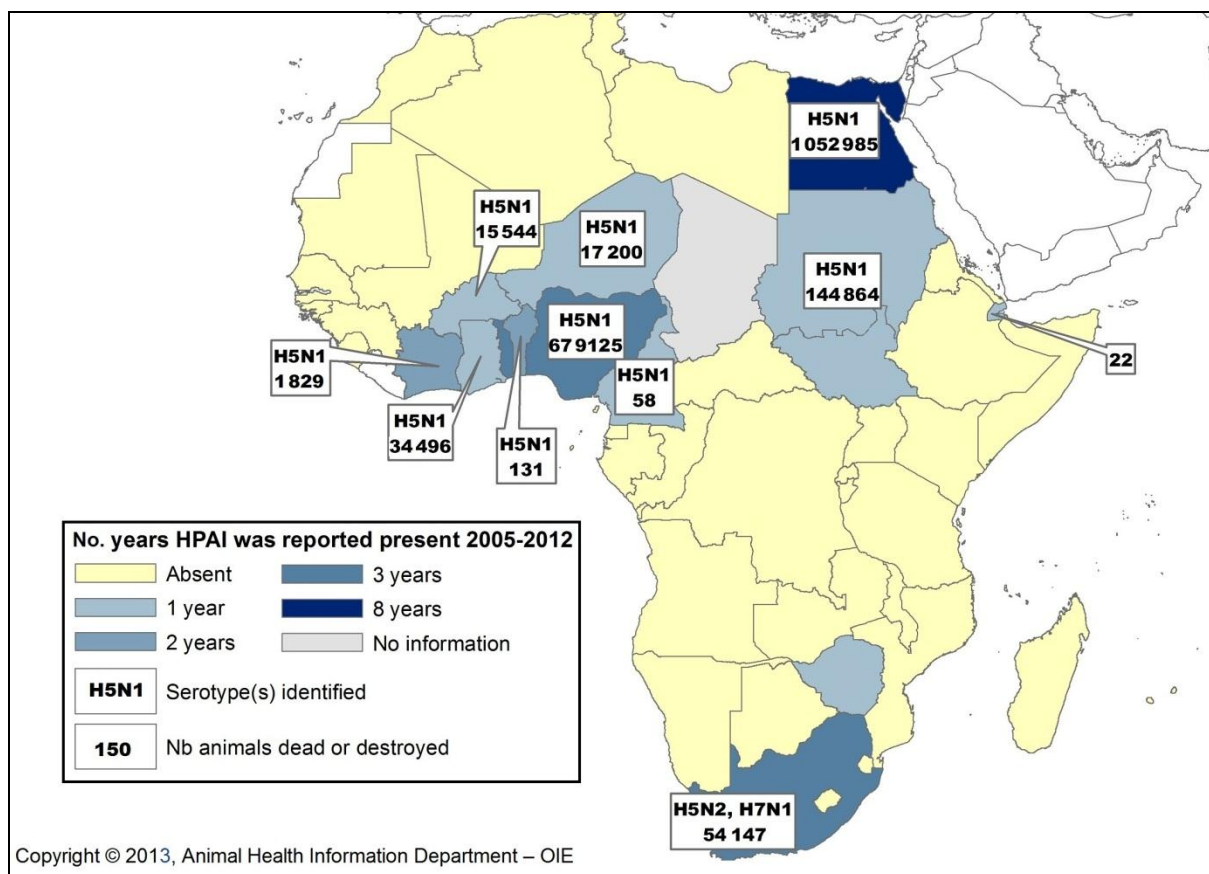 H5N1
1 052 985
H5N1
15 544
H5N1
17 200
H5N1
144 864
H5N1
67 9125
22
H5N1
1 829
H5N1
58
H5N1
34 496
H5N1
131
No. years HPAI was reported present 2005-2012
Absent
3 years
1 year
8 years
2 years
No information
H5N1 Serotype(s) identified
150 Nb animals dead or destroyed
H5N2, H7N1
54 147
Copyright © 2013, Animal Health Information Department – OIE